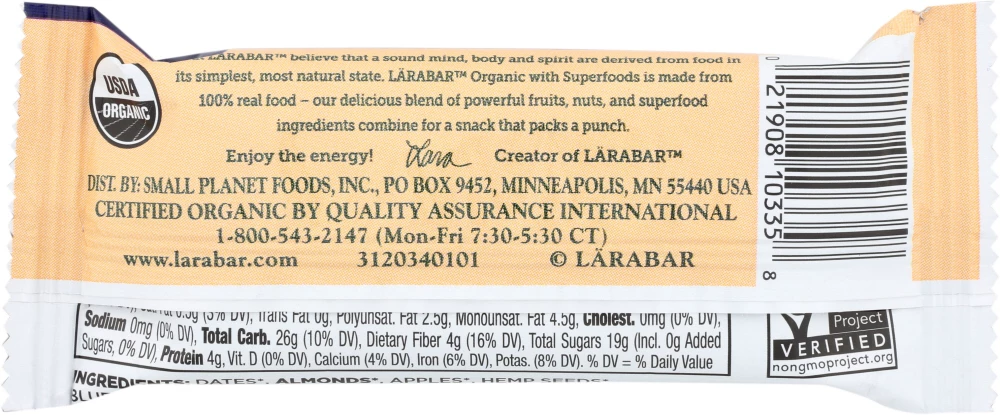 LÄRABAR™ believe that a sound mind, body and spirit are derived from food in
its simplest, most natural state. LÄRABAR™ Organic with Superfoods is made from
100% real food – our delicious blend of powerful fruits, nuts, and superfood
ingredients combine for a snack that packs a punch.
Enjoy the energy! Lara Creator of LÄRABAR™
DIST. BY: SMALL PLANET FOODS, INC., PO BOX 9452, MINNEAPOLIS, MN 55440 USA
CERTIFIED ORGANIC BY QUALITY ASSURANCE INTERNATIONAL
1-800-543-2147 (Mon-Fri 7:30-5:30 CT)
www.larabar.com 3120340101 © LÄRABAR
USDA
ORGANIC
0 21908 10335 8
(3% DV), Trans Fat 0g, Polyunsat. Fat 2.5g, Monounsat. Fat 4.5g, Cholest. 0mg (0% DV),
Sodium 0mg (0% DV), Total Carb. 26g (10% DV), Dietary Fiber 4g (16% DV), Total Sugars 19g (Incl. 0g Added
Sugars, 0% DV), Protein 4g, Vit. D (0% DV), Calcium (4% DV), Iron (6% DV), Potas. (8% DV). % DV = % Daily Value
INGREDIENTS: DATES*, ALMONDS*, APPLES*, HEMP SEEDS*
Project
VERIFIED
nongmoproject.org